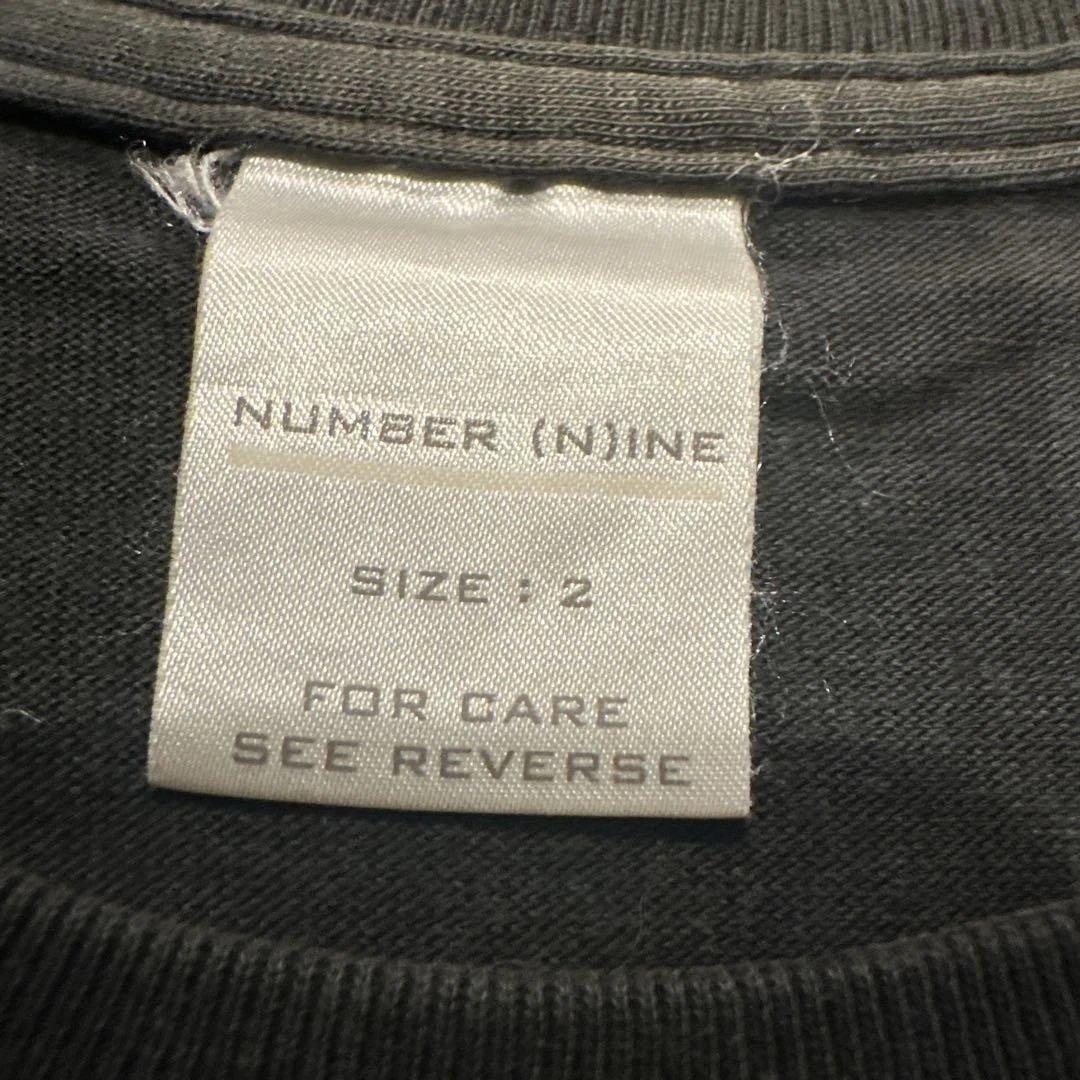 NUMBER (N)INE
SIZE : 2
FOR CARE
SEE REVERSE